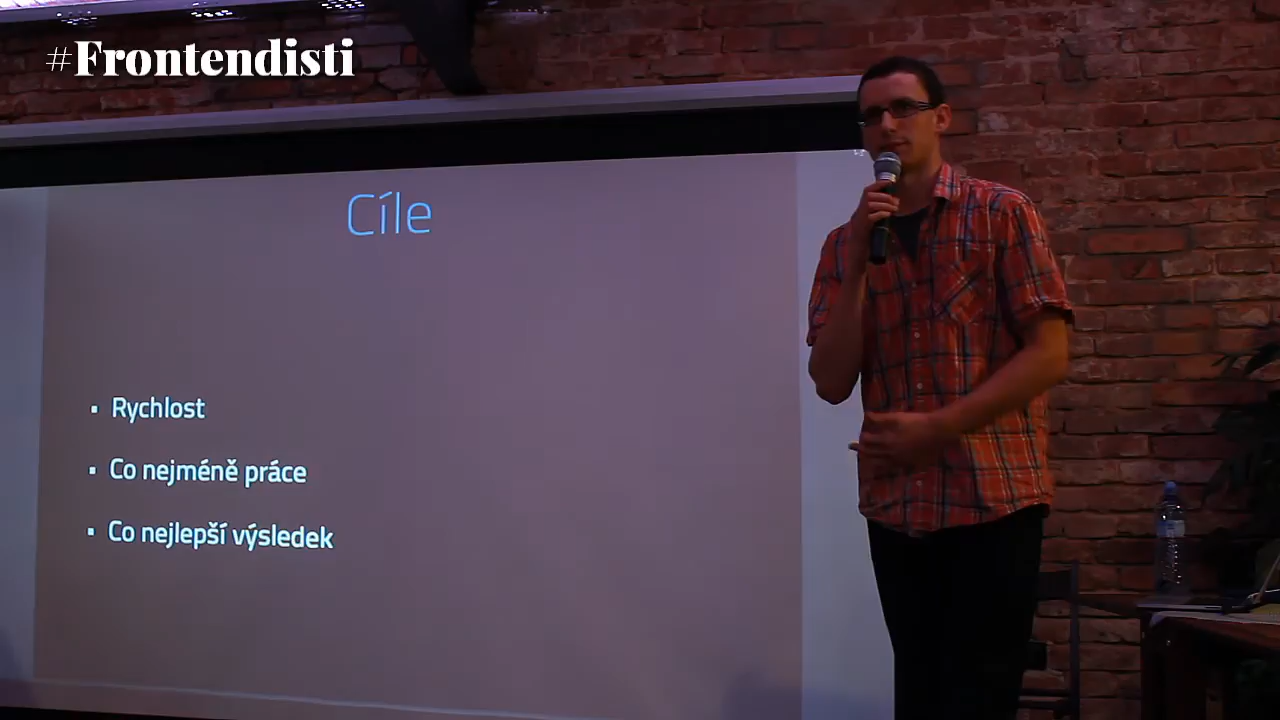 #Frontendisti
Cíle
▪ Rychlost
▪ Co nejméně práce
▪ Co nejlepší výsledek